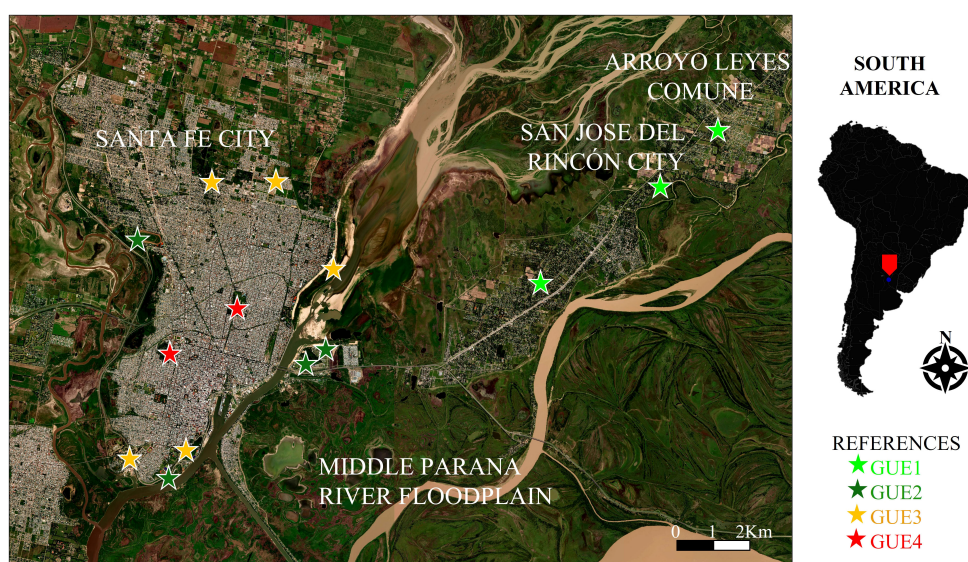 ARROYO LEYES
COMUNE
SANTA FE CITY
SAN JOSE DEL
RINCÓN CITY
MIDDLE PARANA
RIVER FLOODPLAIN
0 1 2Km
SOUTH
AMERICA
N
REFERENCES
GUE1
GUE2
GUE3
GUE4